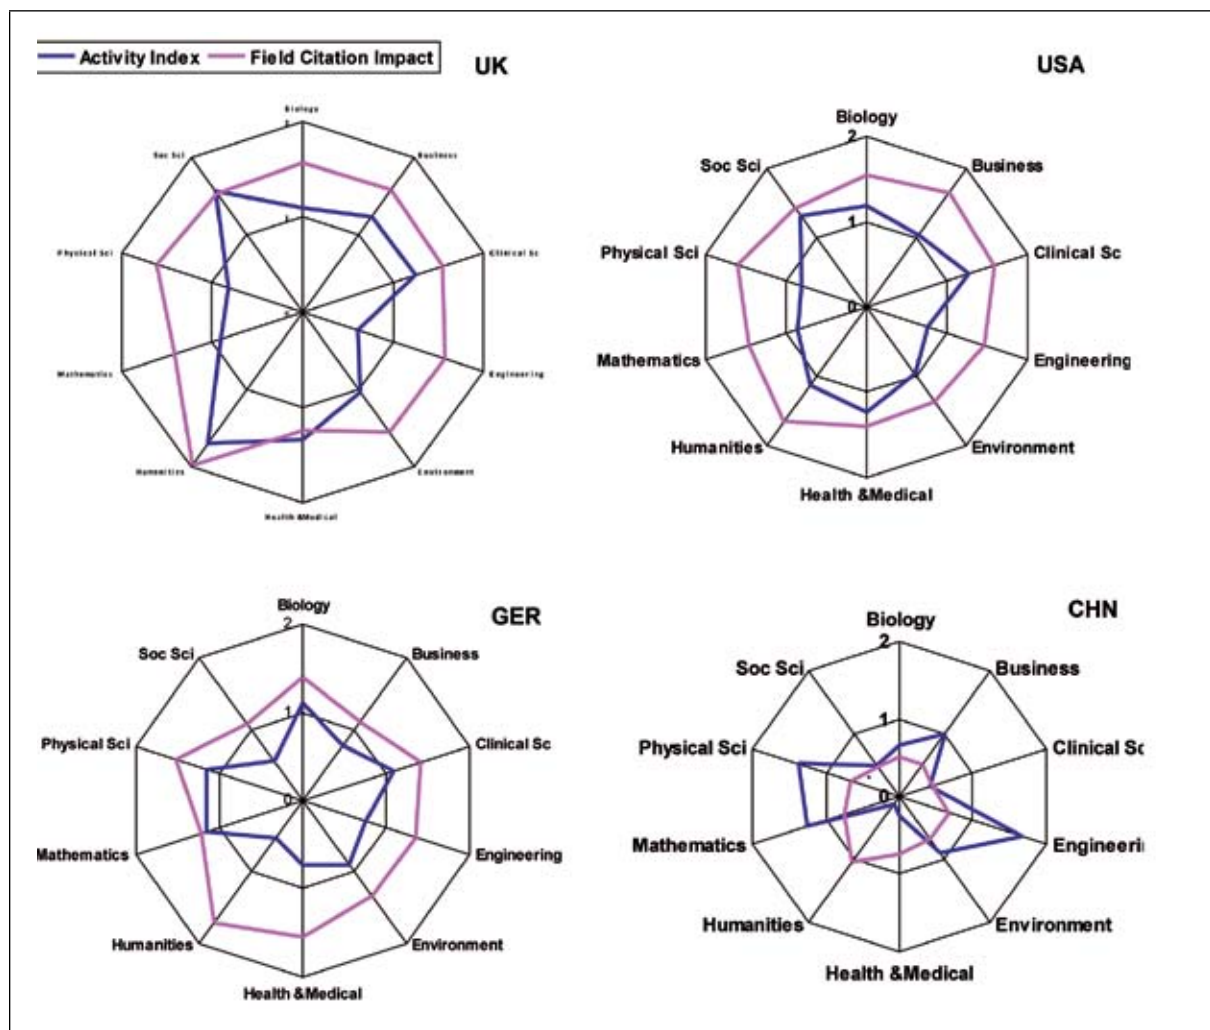 Activity Index Field Citation Impact
UK
Biology
Business
Clinical Sc
Engineering
Environment
Health &Medical
Humanities
Mathematics
Physical Sci
Soc Sci
1
USA
Biology
2
Business
Clinical Sc
Engineering
Environment
Health &Medical
Humanities
Mathematics
Physical Sci
Soc Sci
1
0
GER
Biology
2
Business
Clinical Sc
Engineering
Environment
Health &Medical
Humanities
Mathematics
Physical Sci
Soc Sci
1
0
CHN
Biology
2
Business
Clinical Sc
Engineeri
Environment
Health &Medical
Humanities
Mathematics
Physical Sci
Soc Sci
1
0